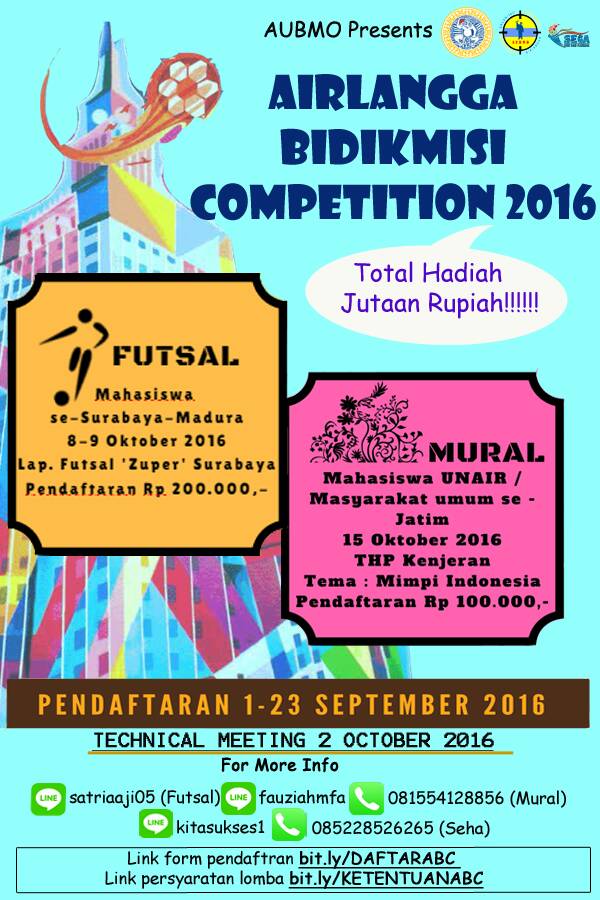 AUBMO Presents
AIRLANGGA
BIDIKMISI
COMPETITION 2016
Total Hadiah
Jutaan Rupiah!!!!!!
FUTSAL
Mahasiswa
se-Surabaya-Madura
8-9 Oktober 2016
Lap. Futsal 'Zuper' Surabaya
Pendaftaran Rp 200.000,-
MURAL
Mahasiswa UNAIR /
Masyarakat umum se -
Jatim
15 Oktober 2016
THP Kenjeran
Tema : Mimpi Indonesia
Pendaftaran Rp 100.000,-
PENDAFTARAN 1-23 SEPTEMBER 2016
TECHNICAL MEETING 2 OCTOBER 2016
For More Info
LINE satriaaji05 (Futsal) LINE fauziahmfa 081554128856 (Mural)
LINE kitasukses1 085228526265 (Seha)
Link form pendaftran bit.ly/DAFTARABC
Link persyaratan lomba bit.ly/KETENTUANABC